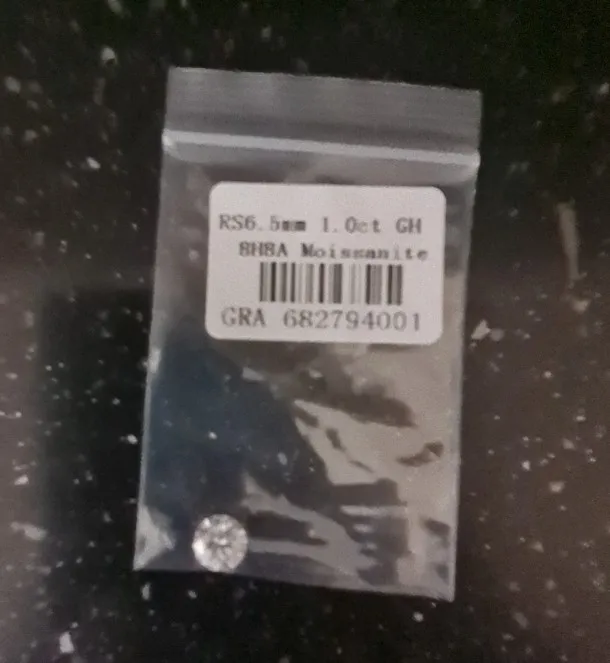 RS6.5mm 1.0ct GH
8H8A Moissanite
GRA 682794001